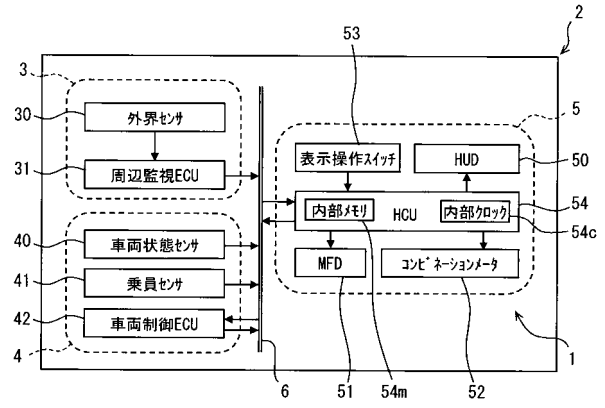 53
2
3
5
30
外界センサ
31
周辺監視ECU
表示操作スイッチ
HUD
50
内部メモリ
HCU
内部クロック
54
54c
40
車両状態センサ
41
乗員センサ
MFD
コンビネーションメータ
42
車両制御ECU
4
6
51
54m
52
1